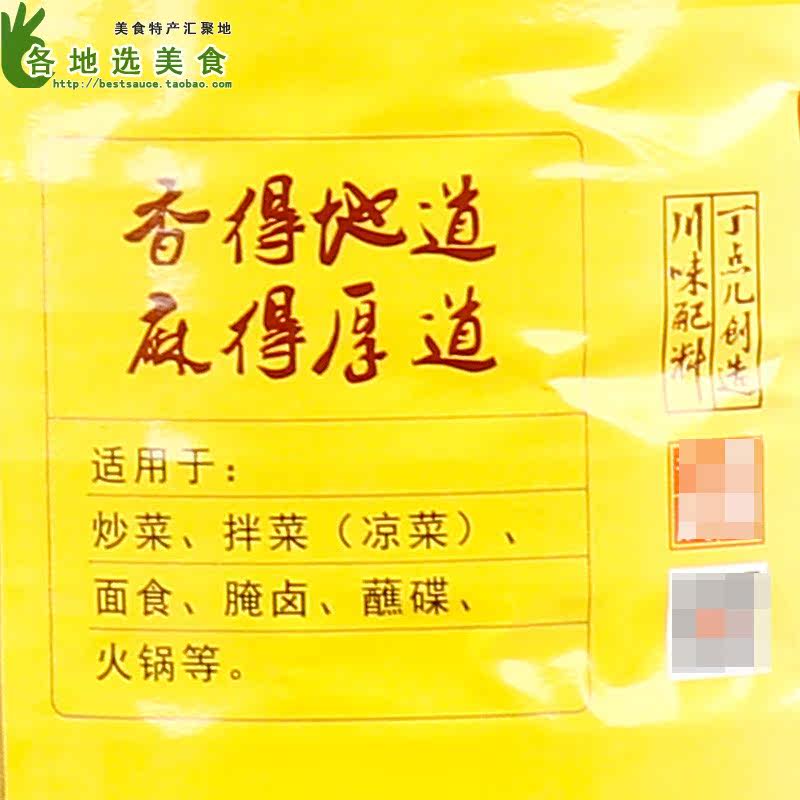 美食特产汇聚地
各地选美食
http://bestsauce.taobao.com
香得地道
麻得厚道
适用于：
炒菜、拌菜（凉菜）、
面食、腌卤、蘸碟、
火锅等。
丁点儿创造
川味配料